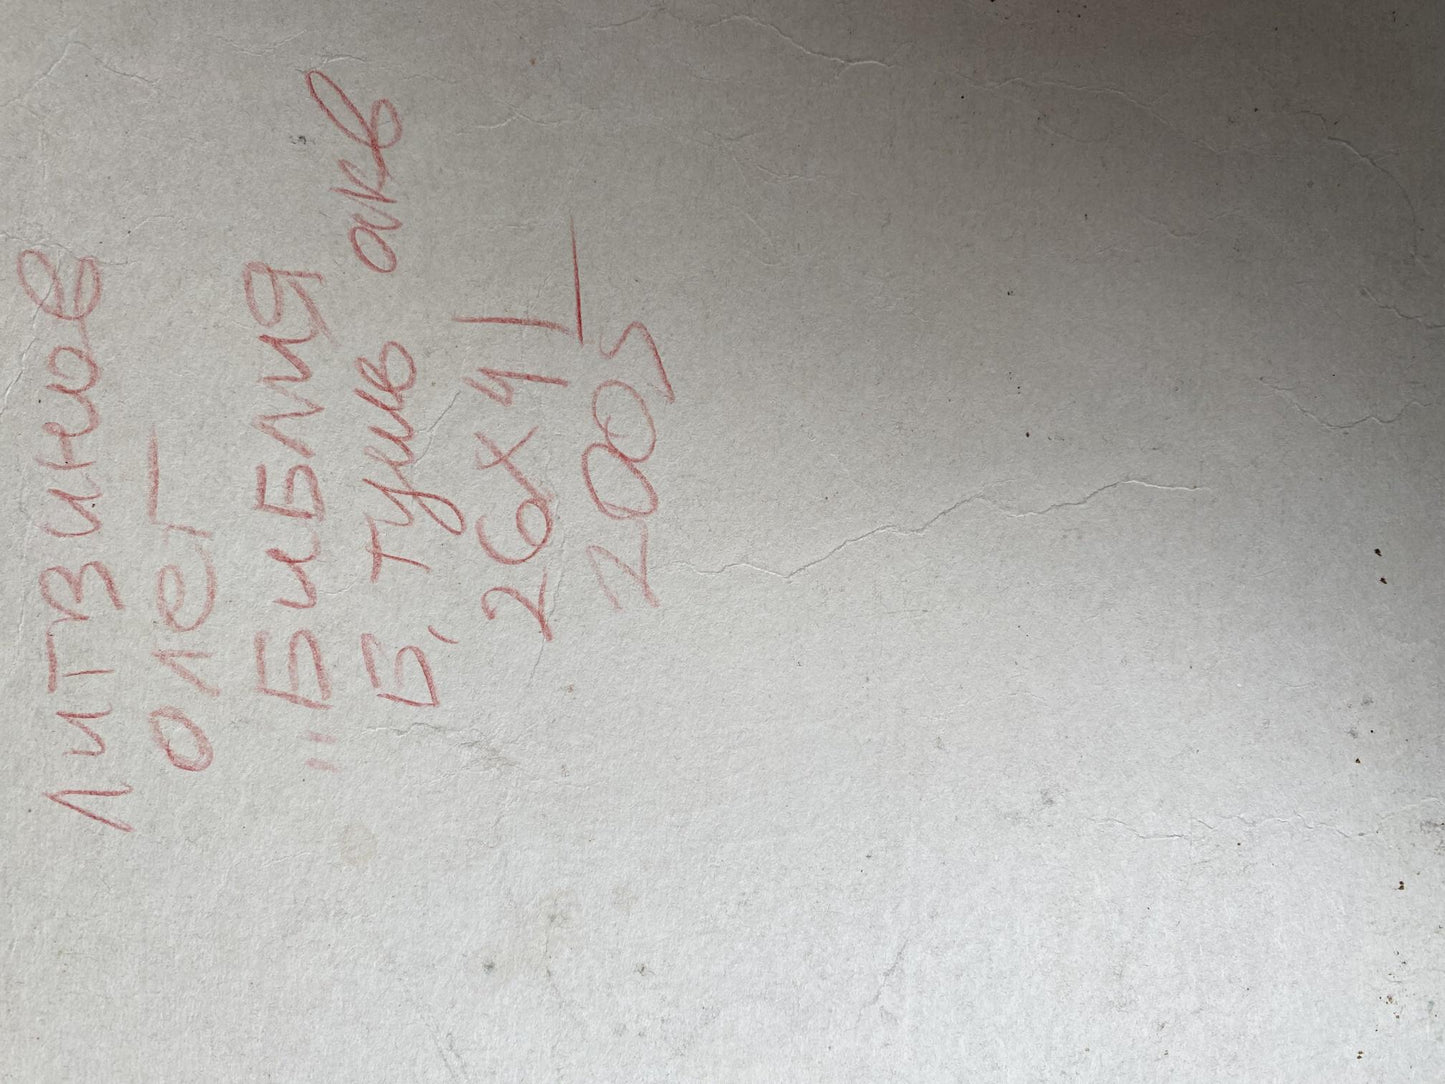 Литвинов
Олег
"Библия
Б, тушь акв
26х41
2005